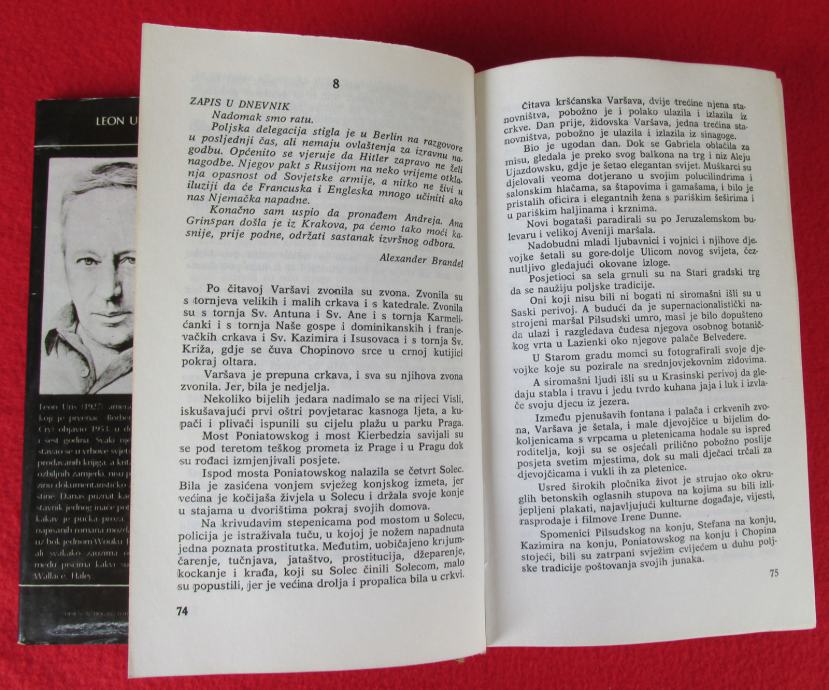 LEON U
Leon Uris (1922)
8
ZAPIS U DNEVNIK
Nadomak smo ratu.
Poljska delegacija stigla je u Berlin na razgovore
u posljednji čas, ali nemaju ovlaštenja za izravnu na-
godbu. Općenito se vjeruje da Hitler zapravo ne želi
nagodbe. Njegov pakt s Rusijom na neko vrijeme otkla-
nja opasnost od Sovjetske armije, a nitko ne živi u
iluziji da će Francuska i Engleska mnogo učiniti ako
nas Njemačka napadne.
Konačno sam uspio da pronađem Andreja. Ana
Grinspan došla je iz Krakova, pa ćemo tako moći ka-
snije, prije podne, održati sastanak izvršnog odbora.
Alexander Brandel
Po čitavoj Varšavi zvonila su zvona. Zvonila su
s tornjeva velikih i malih crkava i s katedrale. Zvonila
su s tornja Sv. Antuna i Sv. Ane i s tornja Karmeli-
ćanki i s tornja Naše gospe i dominikanskih i franje-
vačkih crkava i Sv. Kazimira i Isusovaca i s tornja Sv.
Križa, gdje se čuva Chopinovo srce u crnoj kutijici
pokraj oltara.
Varšava je prepuna crkava, i sva su njihova zvona
zvonila. Jer, bila je nedjelja.
Nekoliko bijelih jedara nadimalo se na rijeci Visli,
iskušavajući prvi oštri povjetarac kasnoga ljeta, a ku-
pači i plivači ispunili su cijelu plažu u parku Praga.
Most Poniatowskog i most Kierbedzia savijali su
se pod teretom teškog prometa iz Prage i u Pragu dok
su rođaci izmjenjivali posjete.
Ispod mosta Poniatowskog nalazila se četvrt Solec.
Bila je zasićena vonjem svježeg konjskog izmeta, jer
većina je kočijaša živjela u Solecu i držala svoje konje
u stajama u dvorištima pokraj svojih domova.
Na krivudavim stepenicama pod mostom u Solecu,
policija je istraživala tuču, u kojoj je nožem napadnuta
jedna poznata prostitutka. Međutim, uobičajeno krijum-
čarenje, tučnjava, jataštvo, prostitucija, džeparenje,
kockanje i krađa, koji su Solec činili Solecom, malo
su popustili, jer je većina drolja i propalica bila u crkvi.
74
Čitava kršćanska Varšava, dvije trećine njena sta-
novništva, pobožno je i polako ulazila i izlazila iz
crkve. Dan prije, židovska Varšava, jedna trećina sta-
novništva, pobožno je ulazila i izlazila iz sinagoge.
Bio je ugodan dan. Dok se Gabriela oblačila za
misu, gledala je preko svog balkona na trg i niz Aleju
Ujazdowsku, gdje je šetao elegantan svijet. Muškarci su
djelovali veoma dotjerano u svojim polucilindrima i
salonskim hlačama, sa štapovima i gamašama, i bilo je
pristalih oficira i elegantnih žena s pariškim šeširima i
u pariškim haljinama i krznima.
Novi bogataši paradirali su po Jeruzalemskom bu-
levaru i velikoj Aveniji maršala.
Nadobudni mladi ljubavnici i vojnici i njihove dje-
vojke šetali su gore-dolje Ulicom novog svijeta, čez-
nutljivo gledajući okovane izloge.
Posjetioci sa sela grnuli su na Stari gradski trg
da se naužiju poljske tradicije.
Oni koji nisu bili ni bogati ni siromašni išli su u
Saski perivoj. A budući da je supernacionalistički na-
strojeni maršal Pilsudski umro, masi je bilo dopušteno
da ulazi i razgledava čudesa njegova osobnog botanič-
kog vrta u Lazienki oko njegove palače Belvedere.
U Starom gradu momci su fotografirali svoje dje-
vojke koje su pozirale na srednjovjekovnim zidovima.
A siromašni ljudi išli su u Krasinski perivoj da gle-
daju stabla i travu i jedu tvrdo kuhana jaja i luk i izvla-
če svoju djecu iz jezera.
Između pjenušavih fontana i palača i crkvenih zvo-
na, Varšava je šetala, i male djevojčice u bijelim do-
koljenicama s vrpcama u pletenicama hodale su ispred
roditelja, koji su se osjećali prilično pobožno poslije
posjeta svetim mjestima, dok su mali dječaci trčali za
djevojčicama i vukli ih za pletenice.
Usred širokih pločnika život je strujao oko okru-
glih betonskih oglasnih stupova na kojima su bili izli-
jepljeni plakati, najavljujući kulturne događaje, vijesti,
rasprodaje i filmove Irene Dunne.
Spomenici Pilsudskog na konju, Stefana na konju,
Kazimira na konju, Poniatowskog na konju i Chopina
stojeći, bili su zatrpani svježim cvijećem u duhu polj-
ske tradicije poštovanja svojih junaka.
75